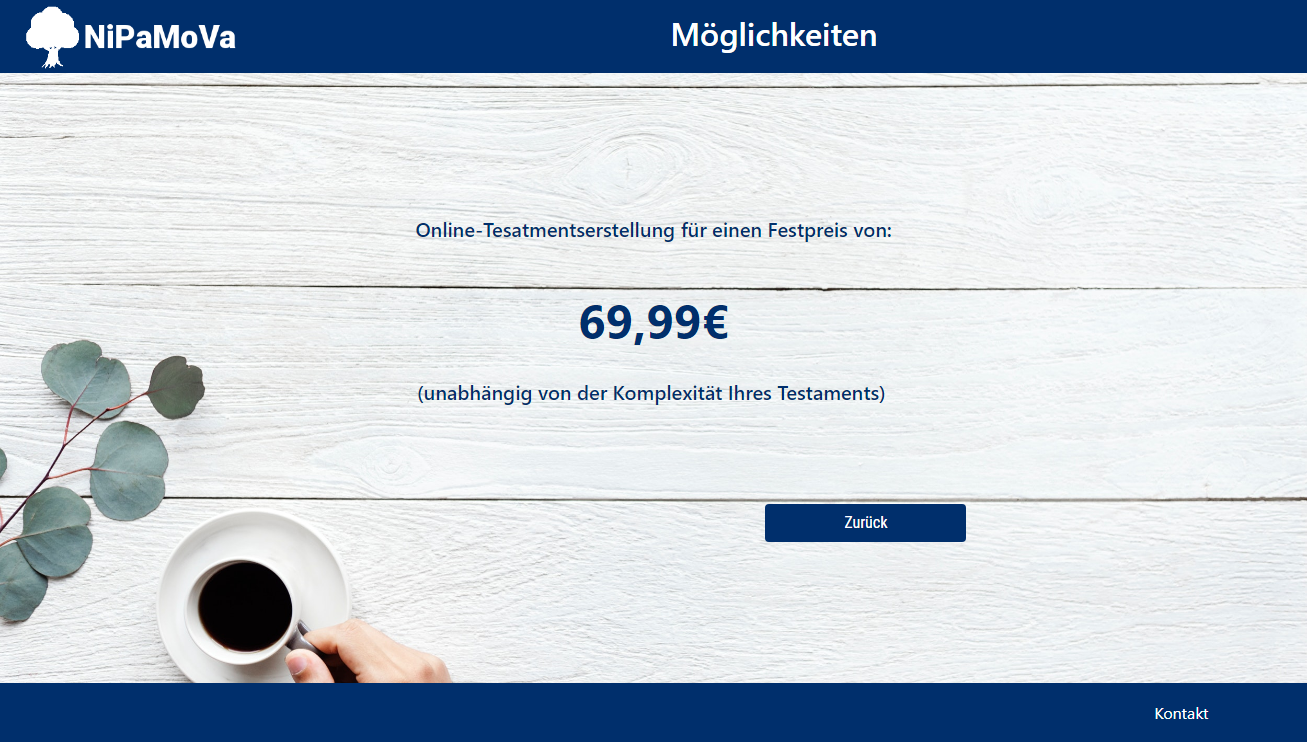 NiPaMoVa
Möglichkeiten
Online-Tesatmentserstellung für einen Festpreis von:
69,99€
(unabhängig von der Komplexität Ihres Testaments)
Zurück
Kontakt